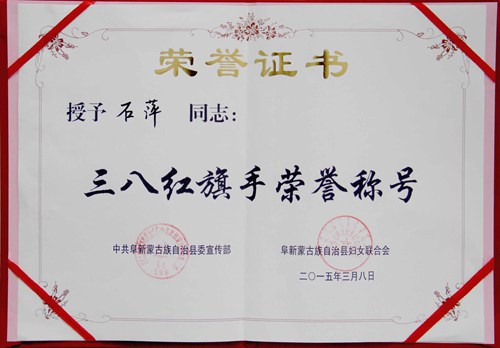 荣誉证书
授予 石萍 同志：
三八红旗手荣誉称号
中共阜新蒙古族自治县委宣传部 阜新蒙古族自治县妇女联合会
二〇一五年三月八日